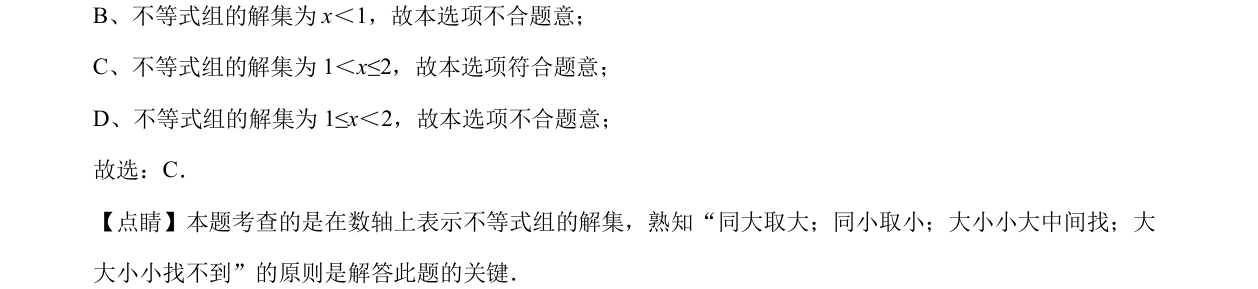 B、不等式组的解集为 x＜1，故本选项不合题意；
C、不等式组的解集为 1＜x≤2，故本选项符合题意；
D、不等式组的解集为 1≤x＜2，故本选项不合题意；
故选：C．
【点睛】本题考查的是在数轴上表示不等式组的解集，熟知“同大取大；同小取小；大小小大中间找；大
大小小找不到”的原则是解答此题的关键．